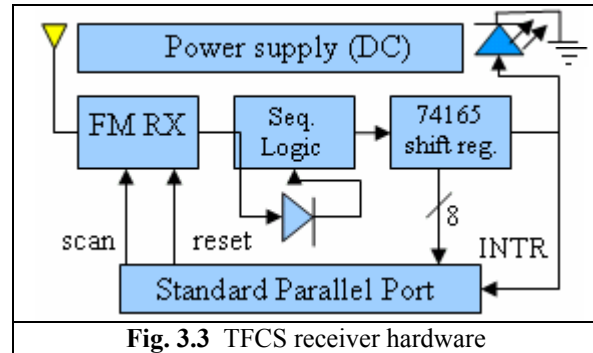 Power supply (DC)
FM RX
Seq.
Logic
74165
shift reg.
scan
reset
8
INTR
Standard Parallel Port
Fig. 3.3 TFCS receiver hardware